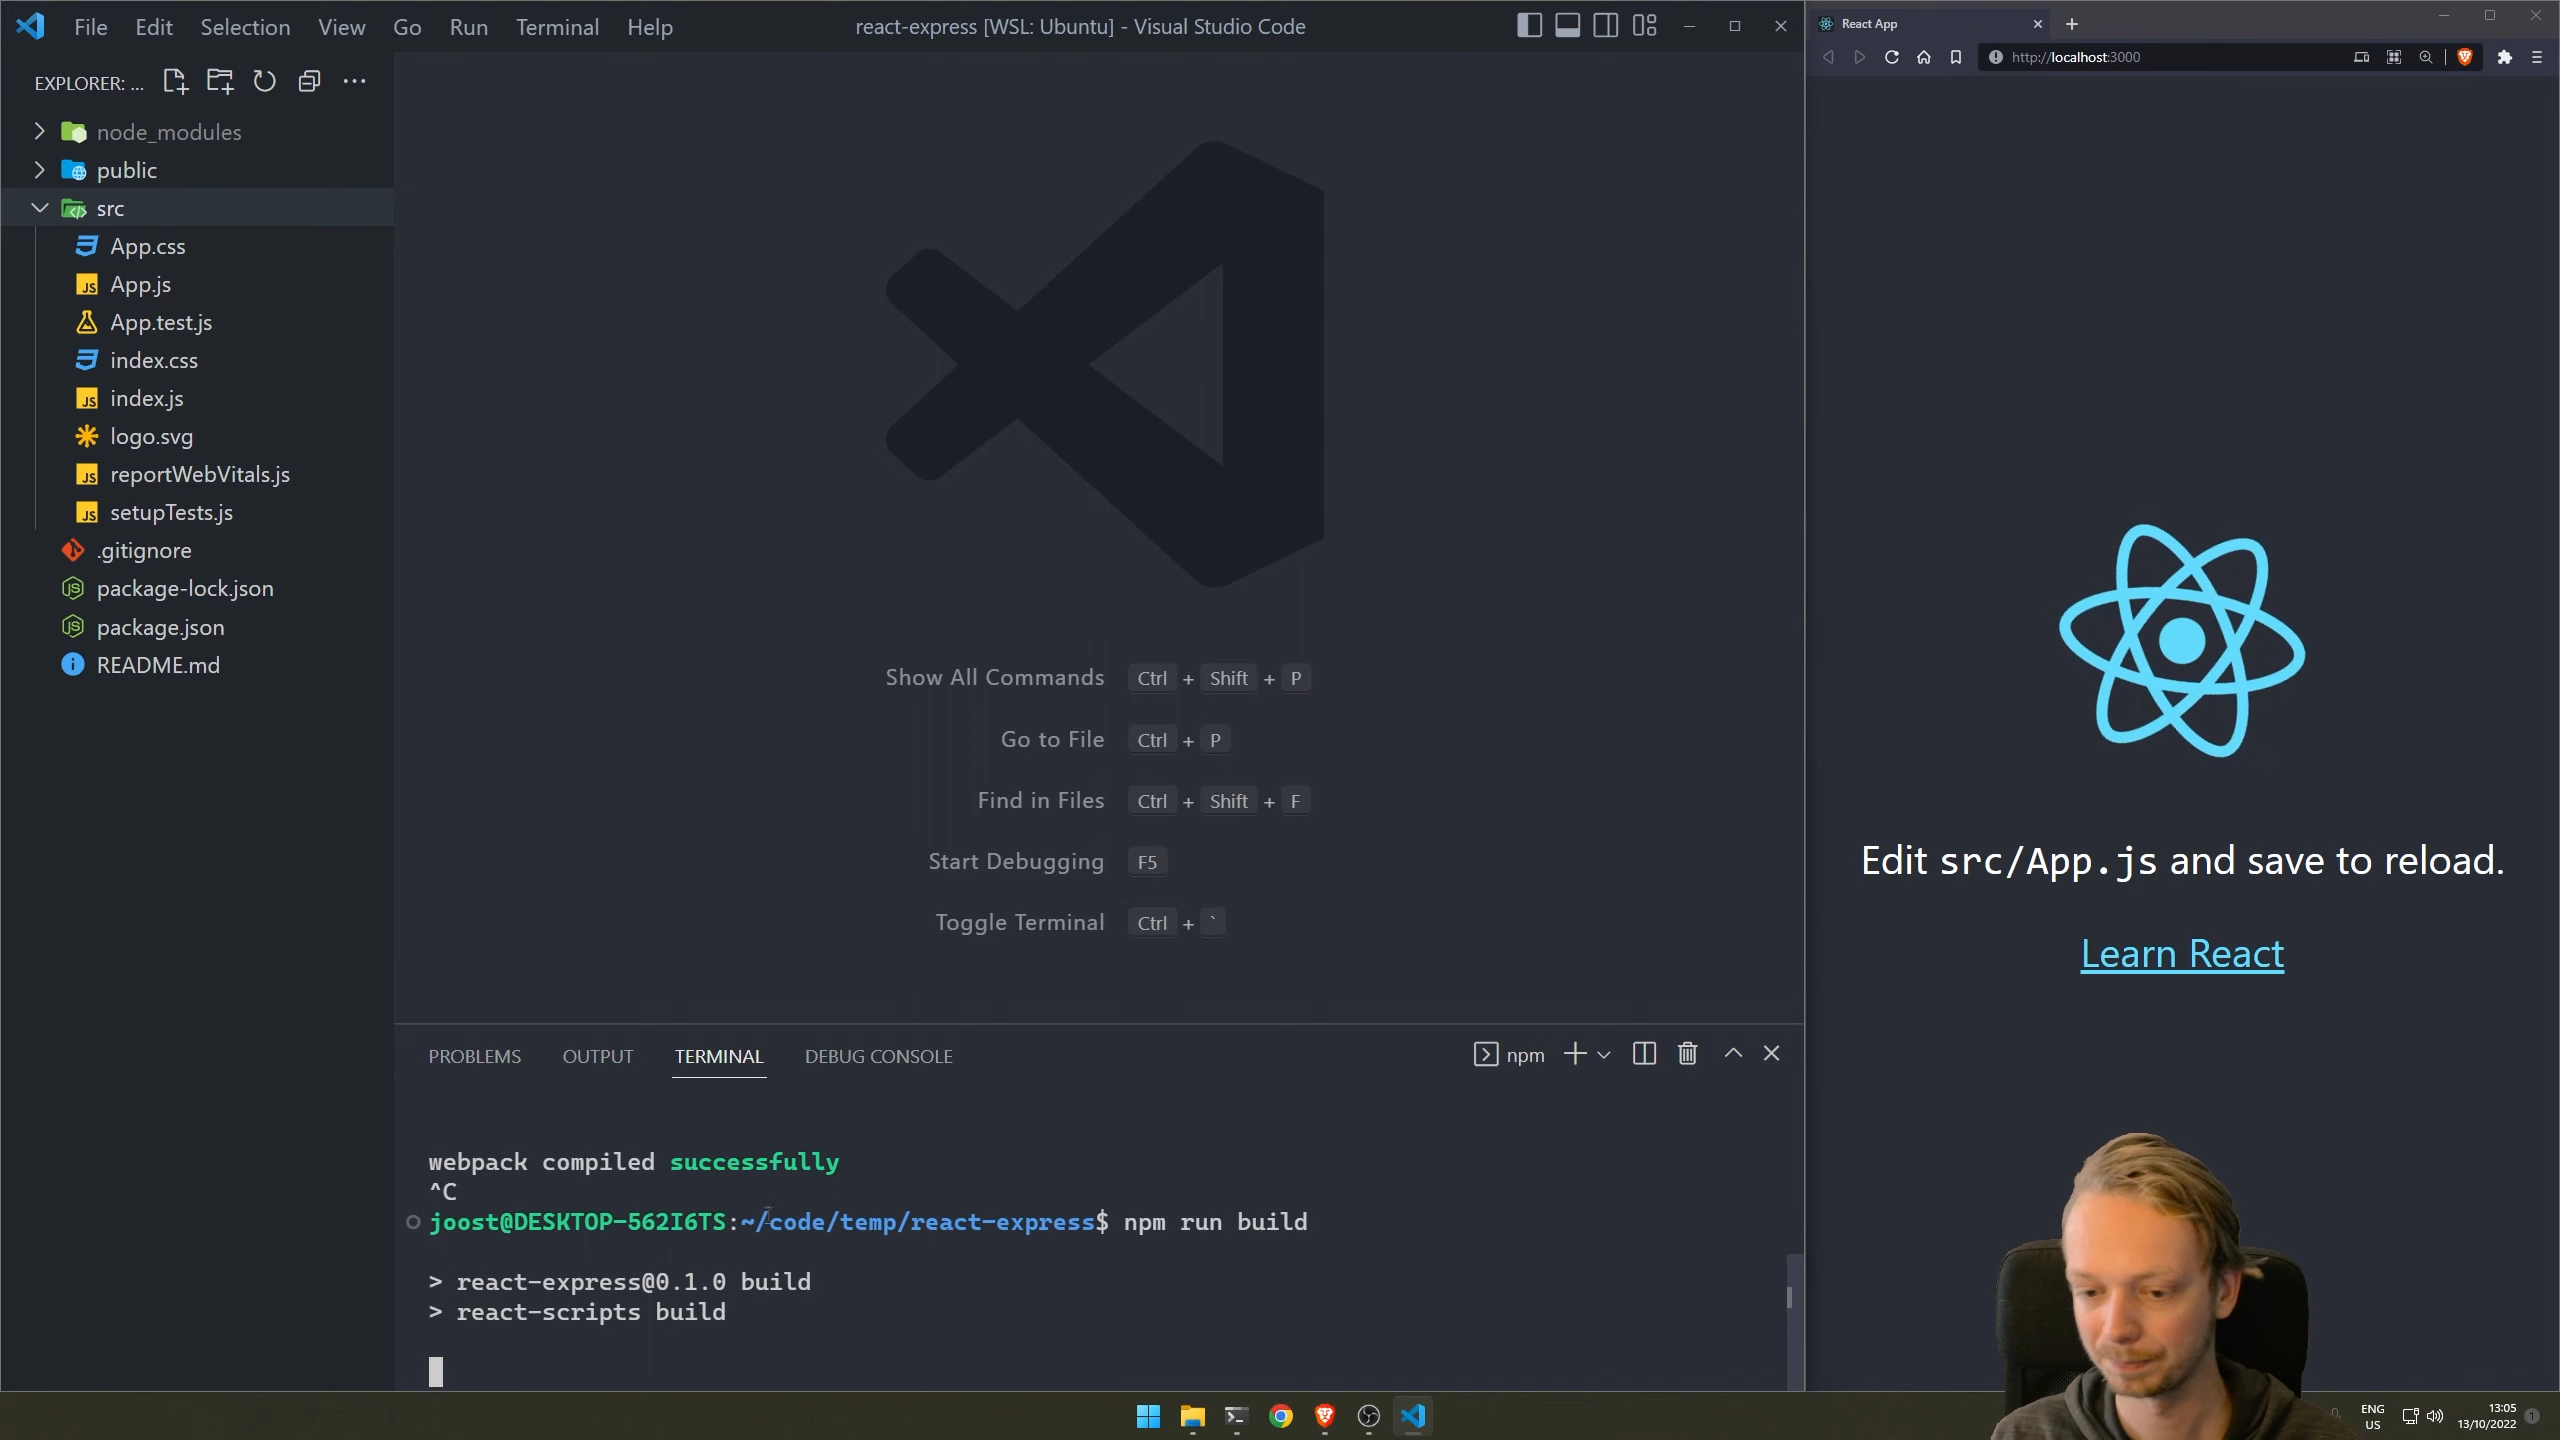 File Edit Selection View Go Run Terminal Help
react-express [WSL: Ubuntu] - Visual Studio Code
EXPLORER: ...
node_modules
public
src
App.css
App.js
App.test.js
index.css
index.js
logo.svg
reportWebVitals.js
setupTests.js
.gitignore
package-lock.json
package.json
README.md
Show All Commands Ctrl + Shift + P
Go to File Ctrl + P
Find in Files Ctrl + Shift + F
Start Debugging F5
Toggle Terminal Ctrl + `
PROBLEMS OUTPUT TERMINAL DEBUG CONSOLE
npm
webpack compiled successfully
^C
joost@DESKTOP-562I6TS:~/code/temp/react-express$ npm run build
> react-express@0.1.0 build
> react-scripts build
React App
http://localhost:3000
Edit src/App.js and save to reload.
Learn React
ENG
US
13:05
13/10/2022
1